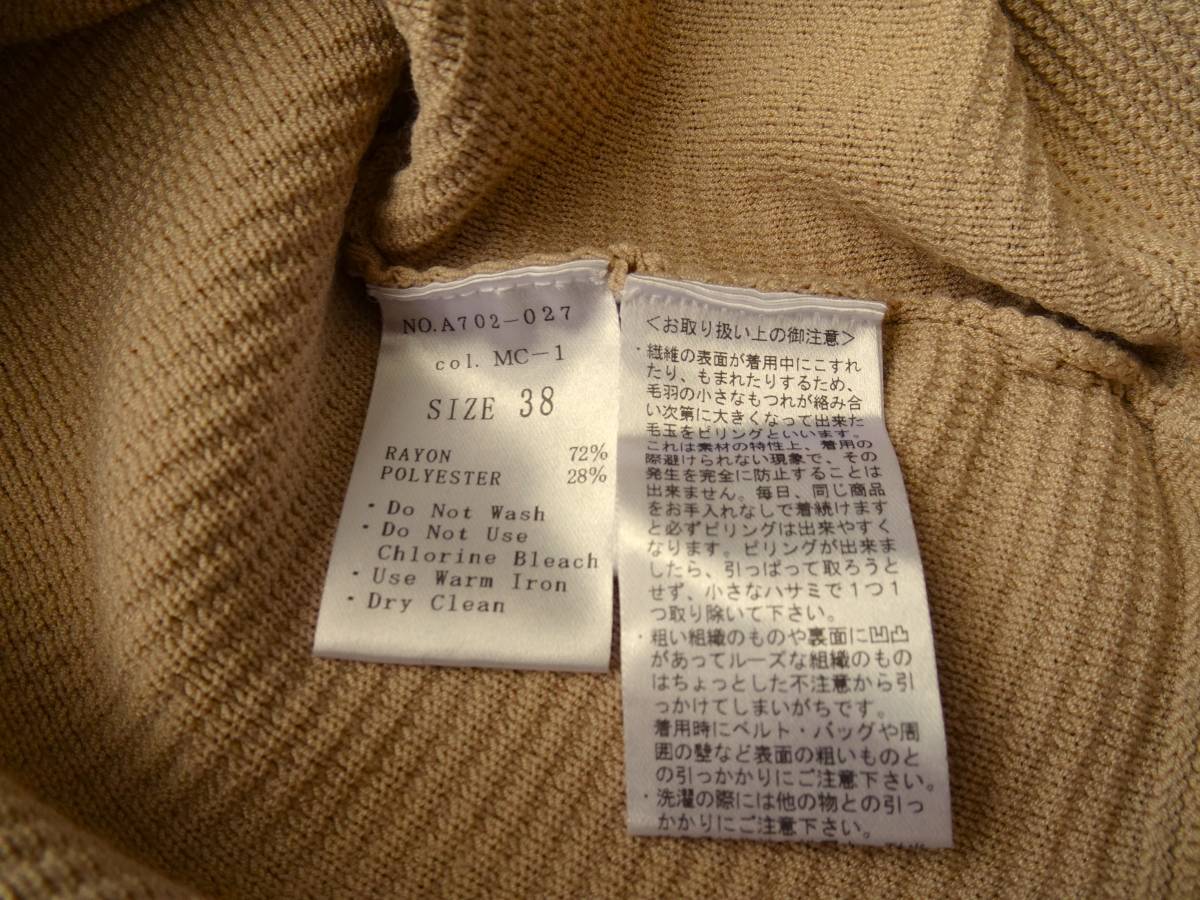 NO.A702-027
col. MC-1
SIZE 38
RAYON 72%
POLYESTER 28%
・Do Not Wash
・Do Not Use
Chlorine Bleach
・Use Warm Iron
・Dry Clean
<お取り扱い上の御注意>
・繊維の表面が着用中にこすれ
たり、もまれたりするため、
毛羽の小さなもつれが絡み合
い次第に大きくなって出来た
毛玉をピリングといいます。
これは素材の特性上、着用の
際避けられない現象で、その
発生を完全に防止することは
出来ません。毎日、同じ商品
をお手入れなしで着続けます
と必ずピリングは出来やすく
なります。ピリングが出来ま
したら、引っぱって取ろうと
せず、小さなハサミで1つ1
つ取り除いて下さい。
・粗い組織のものや裏面に凹凸
があってルーズな組織のもの
はちょっとした不注意から引
っかけてしまいがちです。
着用時にベルト・バッグや周
囲の壁など表面の粗いものと
の引っかかりにご注意下さい。
・洗濯の際には他の物との引っ
かかりにご注意下さい。